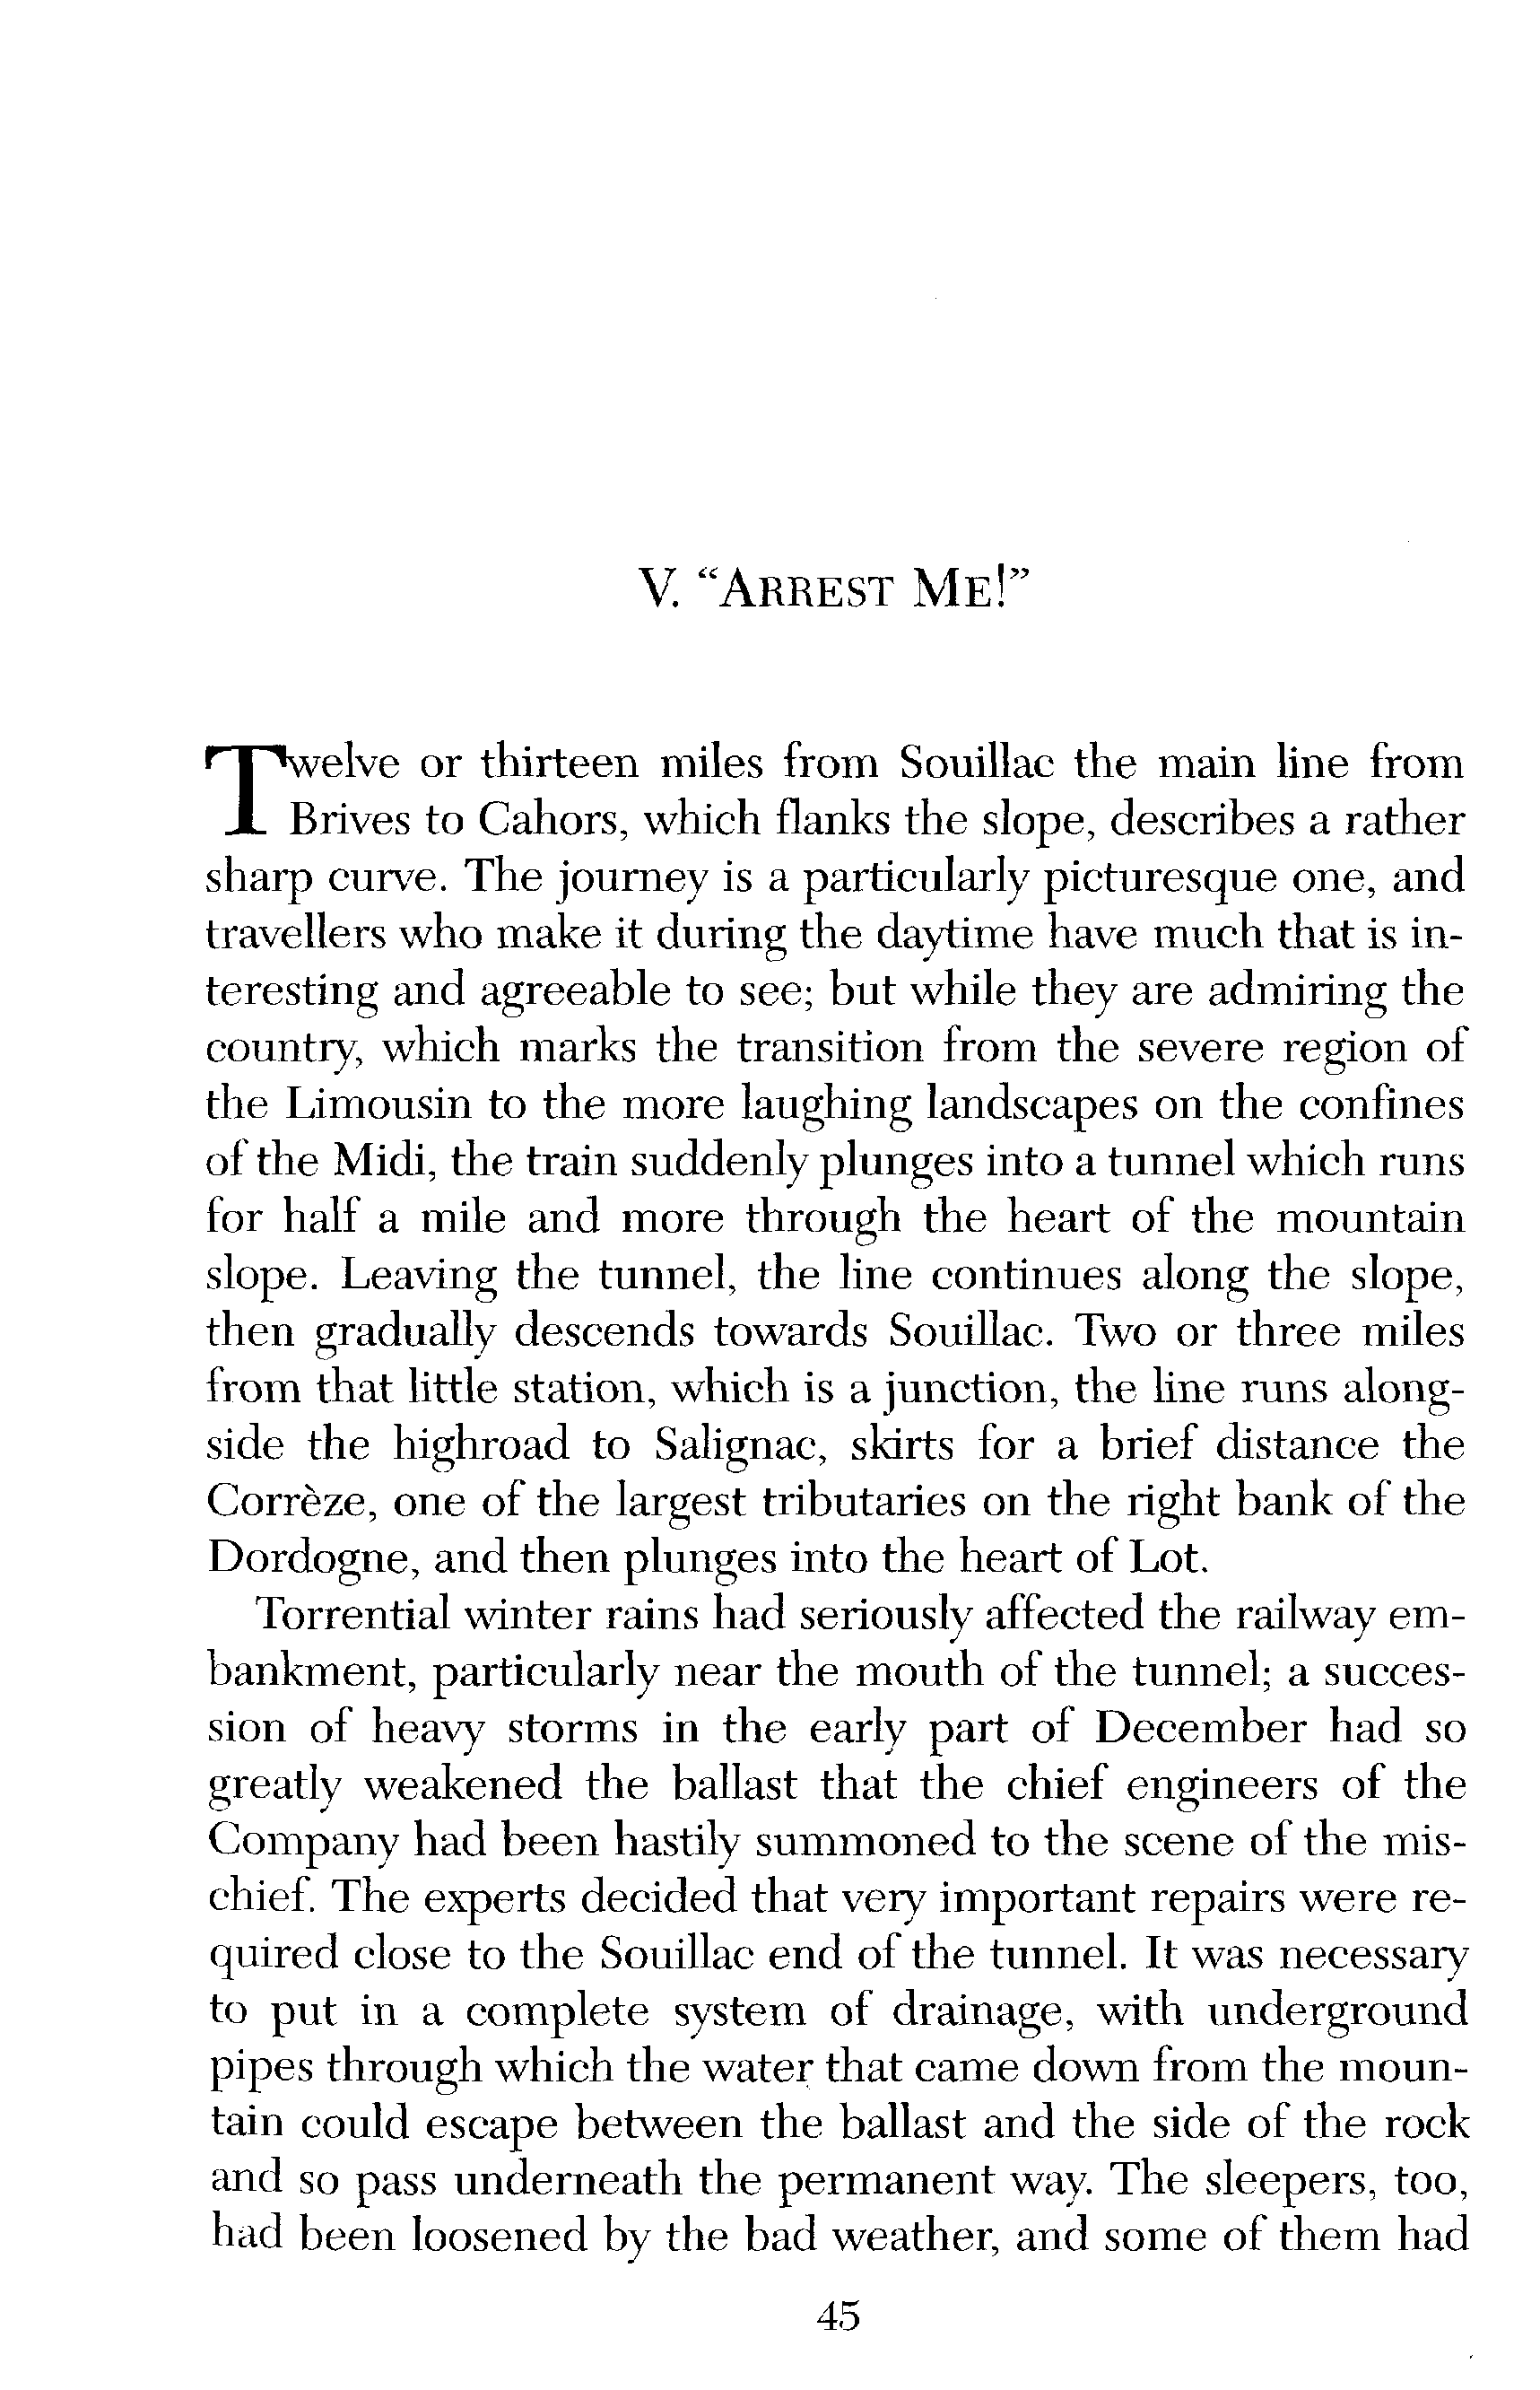 V. “Arrest Me!”
Twelve or thirteen miles from Souillac the main line from
Brives to Cahors, which flanks the slope, describes a rather
sharp curve. The journey is a particularly picturesque one, and
travellers who make it during the daytime have much that is in-
teresting and agreeable to see; but while they are admiring the
country, which marks the transition from the severe region of
the Limousin to the more laughing landscapes on the confines
of the Midi, the train suddenly plunges into a tunnel which runs
for half a mile and more through the heart of the mountain
slope. Leaving the tunnel, the line continues along the slope,
then gradually descends towards Souillac. Two or three miles
from that little station, which is a junction, the line runs along-
side the highroad to Salignac, skirts for a brief distance the
Corrèze, one of the largest tributaries on the right bank of the
Dordogne, and then plunges into the heart of Lot.
Torrential winter rains had seriously affected the railway em-
bankment, particularly near the mouth of the tunnel; a succes-
sion of heavy storms in the early part of December had so
greatly weakened the ballast that the chief engineers of the
Company had been hastily summoned to the scene of the mis-
chief. The experts decided that very important repairs were re-
quired close to the Souillac end of the tunnel. It was necessary
to put in a complete system of drainage, with underground
pipes through which the water that came down from the moun-
tain could escape between the ballast and the side of the rock
and so pass underneath the permanent way. The sleepers, too,
had been loosened by the bad weather, and some of them had
45